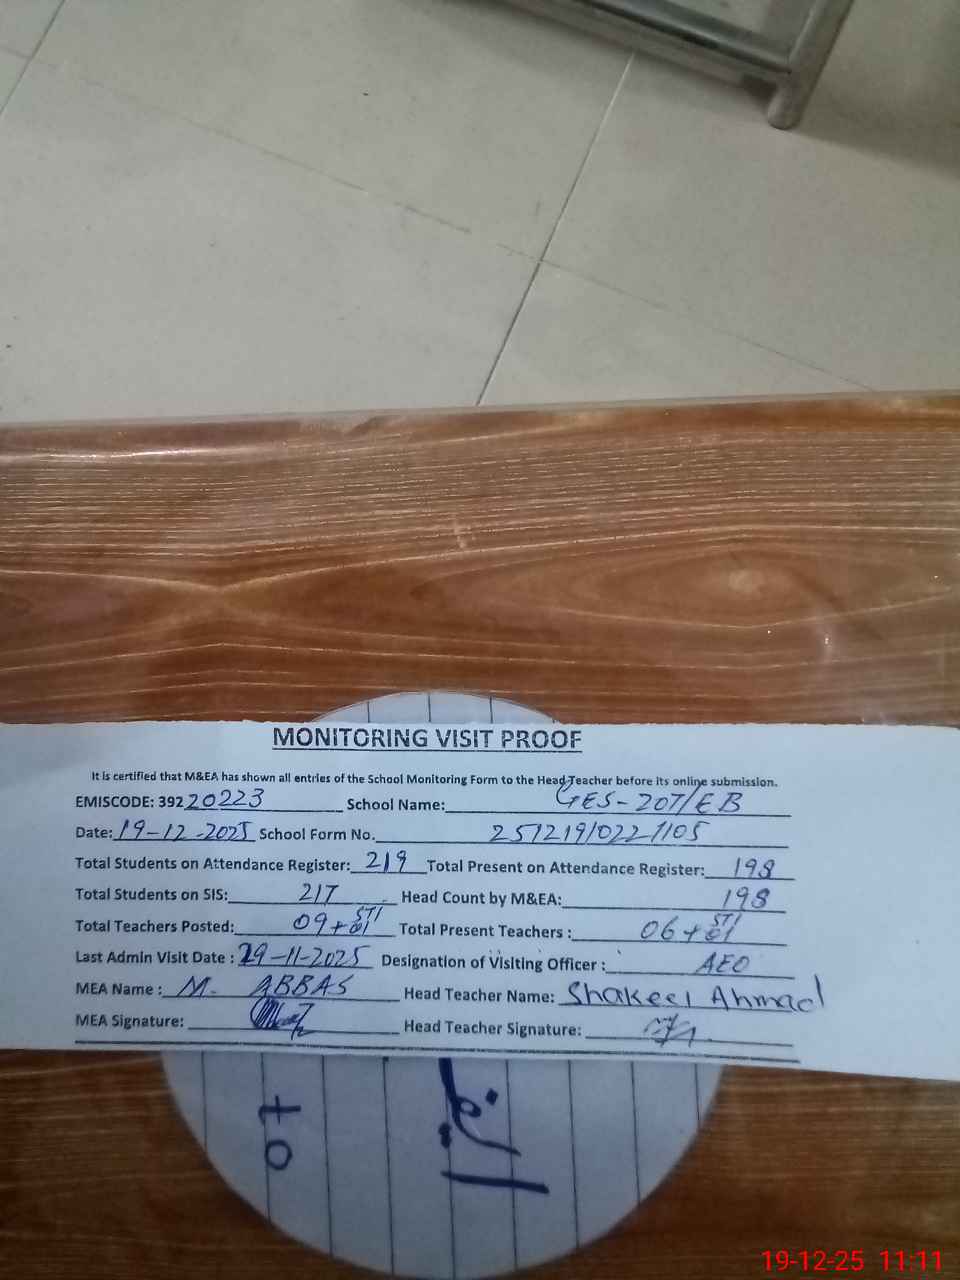 MONITORING VISIT PROOF
It is certified that M&EA has shown all entries of the School Monitoring Form to the Head Teacher before its online submission.
EMISCODE: 39220223 School Name: GES-207/EB
Date: 19-12-2025 School Form No. 25121910221105
Total Students on Attendance Register: 219 Total Present on Attendance Register: 198
Total Students on SIS: 217 Head Count by M&EA: 198
Total Teachers Posted: 09+01 STI Total Present Teachers : 06+01 STI
Last Admin Visit Date : 29-11-2025 Designation of Visiting Officer : AEO
MEA Name : M. ABBAS Head Teacher Name: Shakeel Ahmad
MEA Signature: Head Teacher Signature:
to
19-12-25 11:11